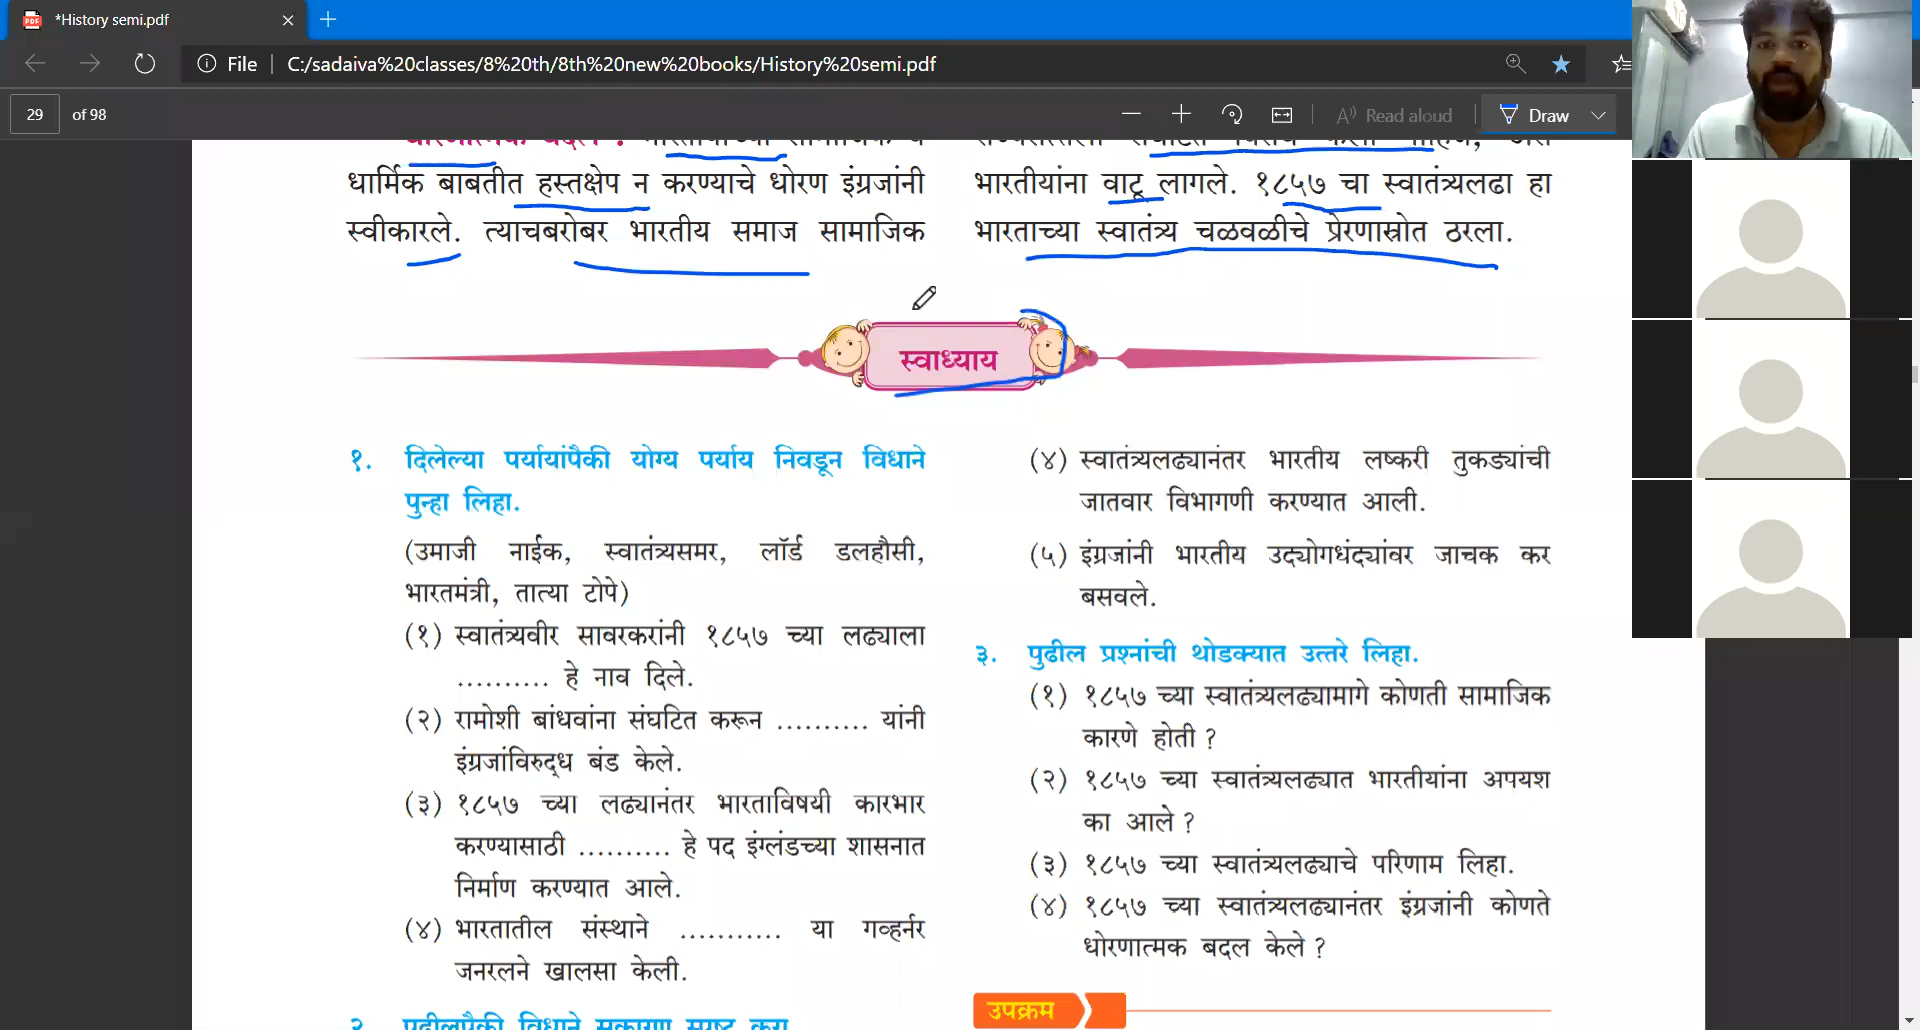 *History semi.pdf
File
C:/sadaiva%20classes/8%20th/8th%20new%20books/History%20semi.pdf
29 of 98
Read aloud
Draw
धार्मिक बाबतीत हस्तक्षेप न करण्याचे धोरण इंग्रजांनी
स्वीकारले. त्याचबरोबर भारतीय समाज सामाजिक
भारतीयांना वाटू लागले. १८५७ चा स्वातंत्र्यलढा हा
भारताच्या स्वातंत्र्य चळवळीचे प्रेरणास्रोत ठरला.
स्वाध्याय
१. दिलेल्या पर्यायांपैकी योग्य पर्याय निवडून विधाने
पुन्हा लिहा.
(उमाजी नाईक, स्वातंत्र्यसमर, लॉर्ड डलहौसी,
भारतमंत्री, तात्या टोपे)
(१) स्वातंत्र्यवीर सावरकरांनी १८५७ च्या लढ्याला
.......... हे नाव दिले.
(२) रामोशी बांधवांना संघटित करून .......... यांनी
इंग्रजांविरुद्ध बंड केले.
(३) १८५७ च्या लढ्यानंतर भारताविषयी कारभार
करण्यासाठी .......... हे पद इंग्लंडच्या शासनात
निर्माण करण्यात आले.
(४) भारतातील संस्थाने ........... या गव्हर्नर
जनरलने खालसा केली.
२. पुढीलपैकी विधाने सकारण स्पष्ट करा
(४) स्वातंत्र्यलढ्यानंतर भारतीय लष्करी तुकड्यांची
जातवार विभागणी करण्यात आली.
(५) इंग्रजांनी भारतीय उद्योगधंद्यांवर जाचक कर
बसवले.
३. पुढील प्रश्नांची थोडक्यात उत्तरे लिहा.
(१) १८५७ च्या स्वातंत्र्यलढ्यामागे कोणती सामाजिक
कारणे होती ?
(२) १८५७ च्या स्वातंत्र्यलढ्यात भारतीयांना अपयश
का आले ?
(३) १८५७ च्या स्वातंत्र्यलढ्याचे परिणाम लिहा.
(४) १८५७ च्या स्वातंत्र्यलढ्यानंतर इंग्रजांनी कोणते
धोरणात्मक बदल केले ?
उपक्रम